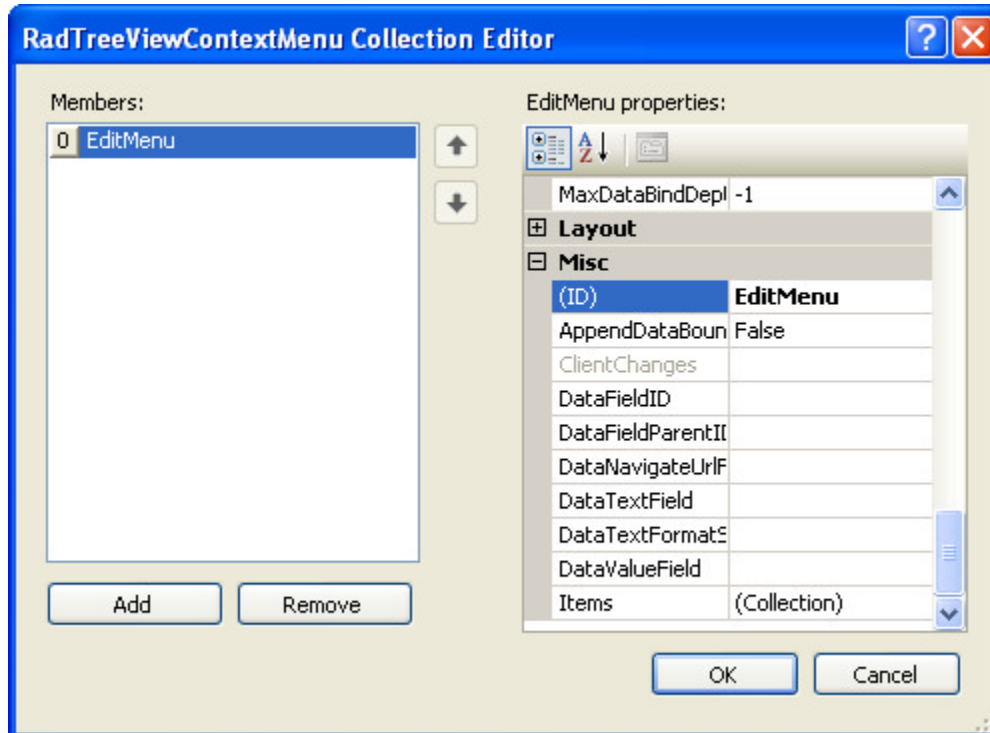 RadTreeViewContextMenu Collection Editor
Members:
0 EditMenu
Add Remove
EditMenu properties:
MaxDataBindDepl -1
Layout
Misc
(ID) EditMenu
AppendDataBoun False
ClientChanges
DataFieldID
DataFieldParentID
DataNavigateUrlF
DataTextField
DataTextFormatS
DataValueField
Items (Collection)
OK Cancel